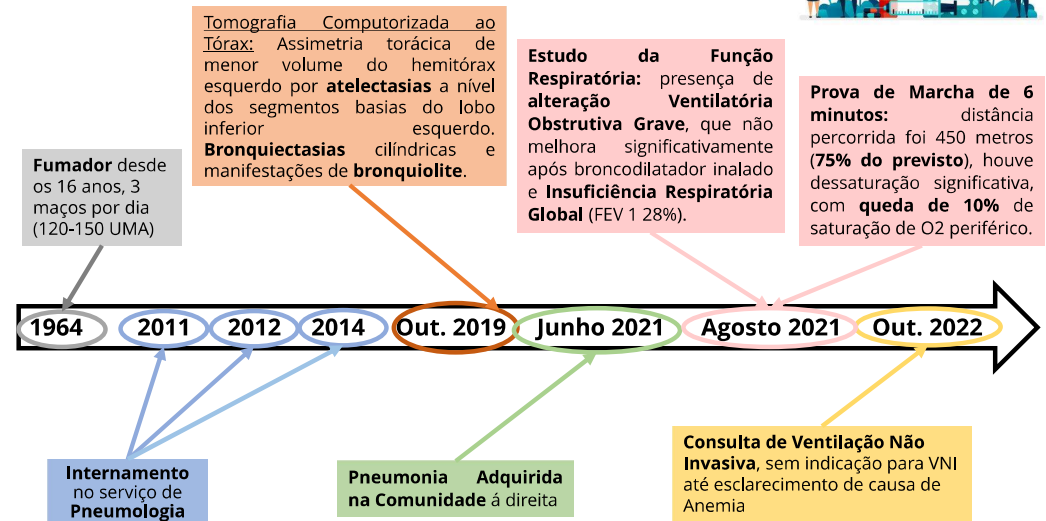 Tomografia Computorizada ao
Tórax: Assimetria torácica de
menor volume do hemitórax
esquerdo por atelectasias a nível
dos segmentos basias do lobo
inferior esquerdo.
Bronquiectasias cilíndricas e
manifestações de bronquiolite.
Estudo da Função
Respiratória: presença de
alteração Ventilatória
Obstrutiva Grave, que não
melhora significativamente
após broncodilatador inalado
e Insuficiência Respiratória
Global (FEV 1 28%).
Prova de Marcha de 6
minutos: distância
percorrida foi 450 metros
(75% do previsto), houve
dessaturação significativa,
com queda de 10% de
saturação de O2 periférico.
Fumador desde
os 16 anos, 3
maços por dia
(120-150 UMA)
1964
2011
2012
2014
Out. 2019
Junho 2021
Agosto 2021
Out. 2022
Internamento
no serviço de
Pneumologia
Pneumonia Adquirida
na Comunidade á direita
Consulta de Ventilação Não
Invasiva, sem indicação para VNI
até esclarecimento de causa de
Anemia